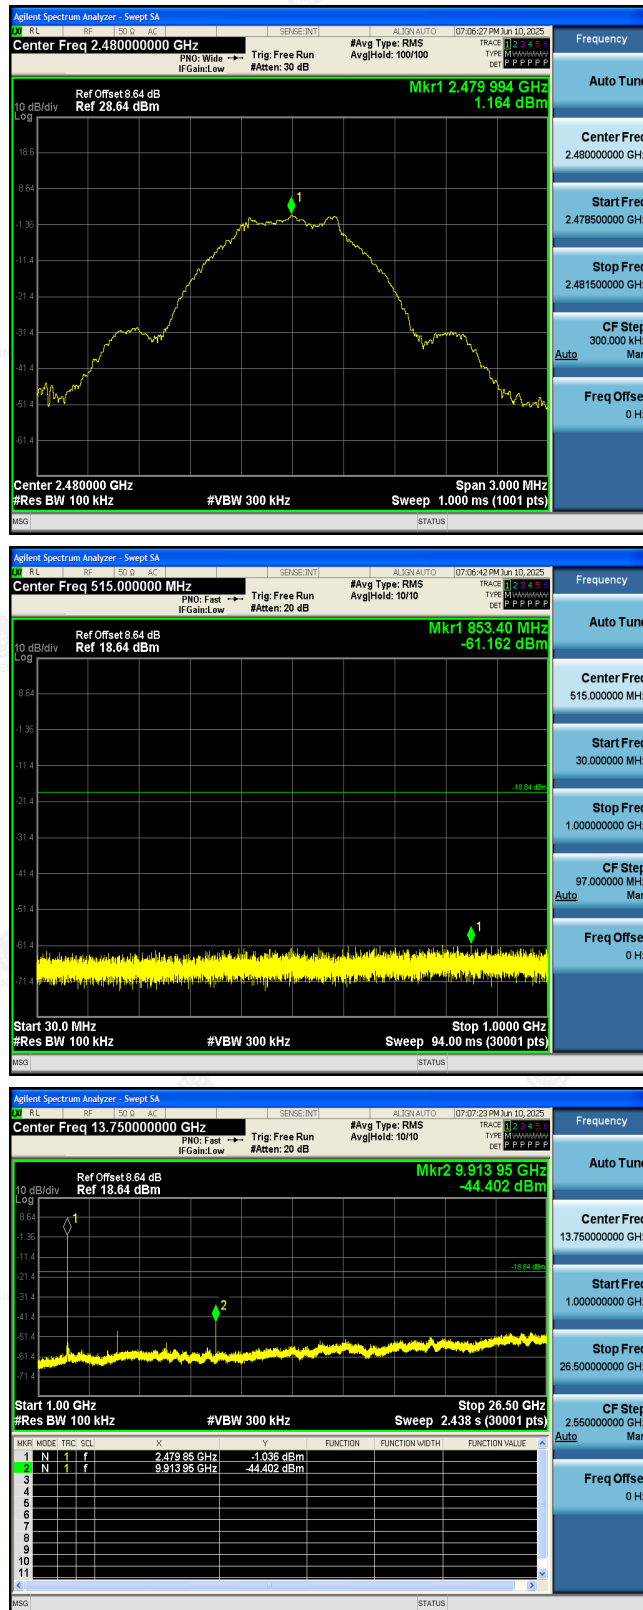 Agilent Spectrum Analyzer - Swept SA
LXI RL RF 50 Ω AC SENSE:INT ALIGN AUTO 07:06:27 PM Jun 10, 2025
Center Freq 2.480000000 GHz #Avg Type: RMS TRACE 1 2 3 4 5 6
PNO: Wide Trig: Free Run Avg|Hold: 100/100 TYPE M
IFGain:Low #Atten: 30 dB DET P P P P P P
Frequency
Ref Offset 8.64 dB Mkr1 2.479 994 GHz
10 dB/div Ref 28.64 dBm 1.164 dBm
Log
18.6
8.64
-1.36
-11.4
-21.4
-31.4
-41.4
-51.4
-61.4
1
Center 2.480000 GHz Span 3.000 MHz
#Res BW 100 kHz #VBW 300 kHz Sweep 1.000 ms (1001 pts)
MSG STATUS
Auto Tune
Center Freq
2.480000000 GHz
Start Freq
2.478500000 GHz
Stop Freq
2.481500000 GHz
CF Step
300.000 kHz
Auto Man
Freq Offset
0 Hz
Agilent Spectrum Analyzer - Swept SA
LXI RL RF 50 Ω AC SENSE:INT ALIGN AUTO 07:06:42 PM Jun 10, 2025
Center Freq 515.000000 MHz #Avg Type: RMS TRACE 1 2 3 4 5 6
PNO: Fast Trig: Free Run Avg|Hold: 10/10 TYPE M
IFGain:Low #Atten: 20 dB DET P P P P P P
Frequency
Ref Offset 8.64 dB Mkr1 853.40 MHz
10 dB/div Ref 18.64 dBm -61.162 dBm
Log
8.64
-1.36
-11.4
-21.4
-31.4
-41.4
-51.4
-61.4
-71.4
-18.84 dBm
1
Start 30.0 MHz Stop 1.0000 GHz
#Res BW 100 kHz #VBW 300 kHz Sweep 94.00 ms (30001 pts)
MSG STATUS
Auto Tune
Center Freq
515.000000 MHz
Start Freq
30.000000 MHz
Stop Freq
1.000000000 GHz
CF Step
97.000000 MHz
Auto Man
Freq Offset
0 Hz
Agilent Spectrum Analyzer - Swept SA
LXI RL RF 50 Ω AC SENSE:INT ALIGN AUTO 07:07:23 PM Jun 10, 2025
Center Freq 13.750000000 GHz #Avg Type: RMS TRACE 1 2 3 4 5 6
PNO: Fast Trig: Free Run Avg|Hold: 10/10 TYPE M
IFGain:Low #Atten: 20 dB DET P P P P P P
Frequency
Ref Offset 8.64 dB Mkr2 9.913 95 GHz
10 dB/div Ref 18.64 dBm -44.402 dBm
Log
8.64
-1.36
-11.4
-21.4
-31.4
-41.4
-51.4
-61.4
-71.4
1
-18.84 dBm
2
Start 1.00 GHz Stop 26.50 GHz
#Res BW 100 kHz #VBW 300 kHz Sweep 2.438 s (30001 pts)
MKR MODE TRC SCL X Y FUNCTION FUNCTION WIDTH FUNCTION VALUE
1 N 1 f 2.479 85 GHz -1.036 dBm
2 N 1 f 9.913 95 GHz -44.402 dBm
3
4
5
6
7
8
9
10
11
MSG STATUS
Auto Tune
Center Freq
13.750000000 GHz
Start Freq
1.000000000 GHz
Stop Freq
26.500000000 GHz
CF Step
2.550000000 GHz
Auto Man
Freq Offset
0 Hz